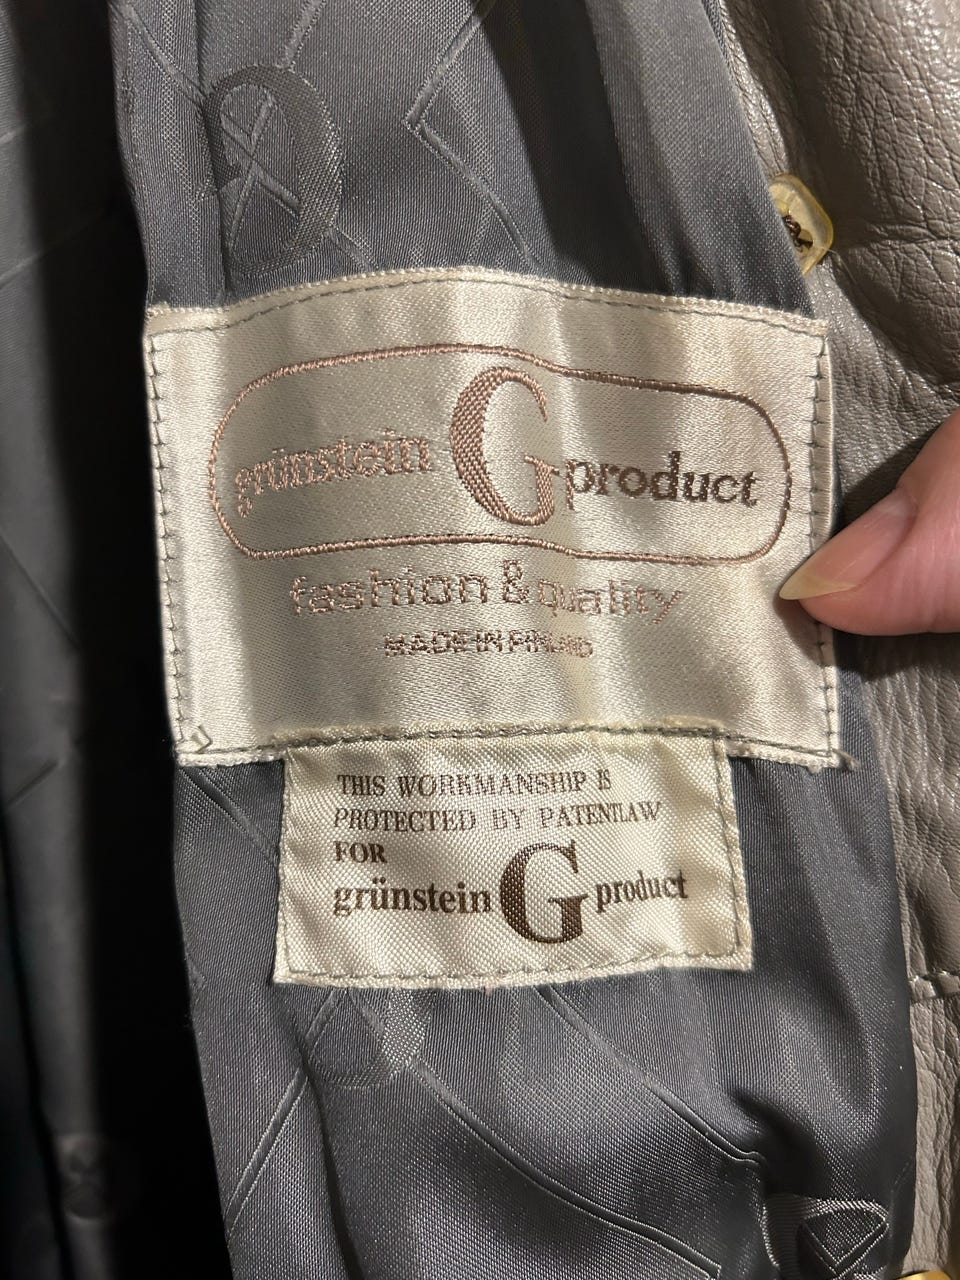 grünstein G product
fashion & quality
MADE IN FINLAND
THIS WORKMANSHIP IS
PROTECTED BY PATENTLAW
FOR
grünstein G product